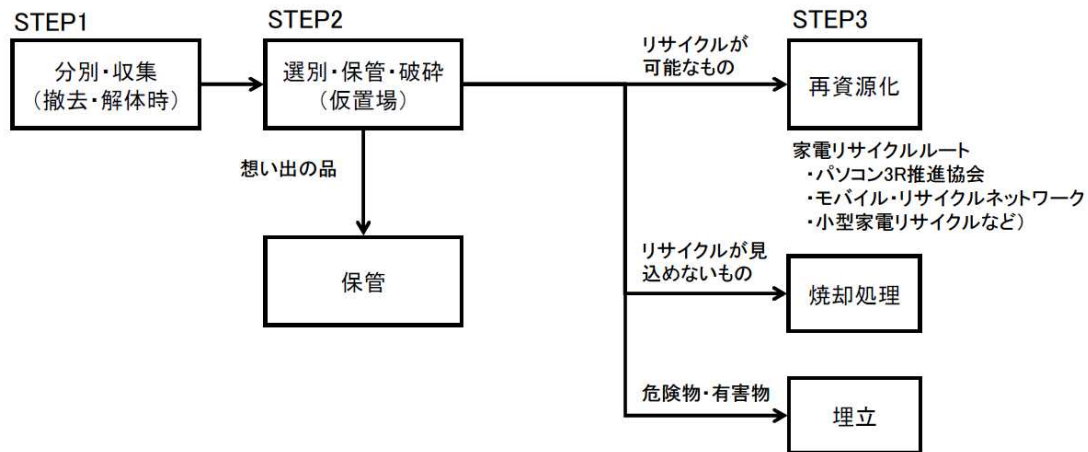 STEP1
分別・収集
（撤去・解体時）
STEP2
選別・保管・破砕
（仮置場）
想い出の品
保管
STEP3
リサイクルが
可能なもの
再資源化
家電リサイクルルート
・パソコン3R推進協会
・モバイル・リサイクルネットワーク
・小型家電リサイクルなど）
リサイクルが見
込めないもの
焼却処理
危険物・有害物
埋立